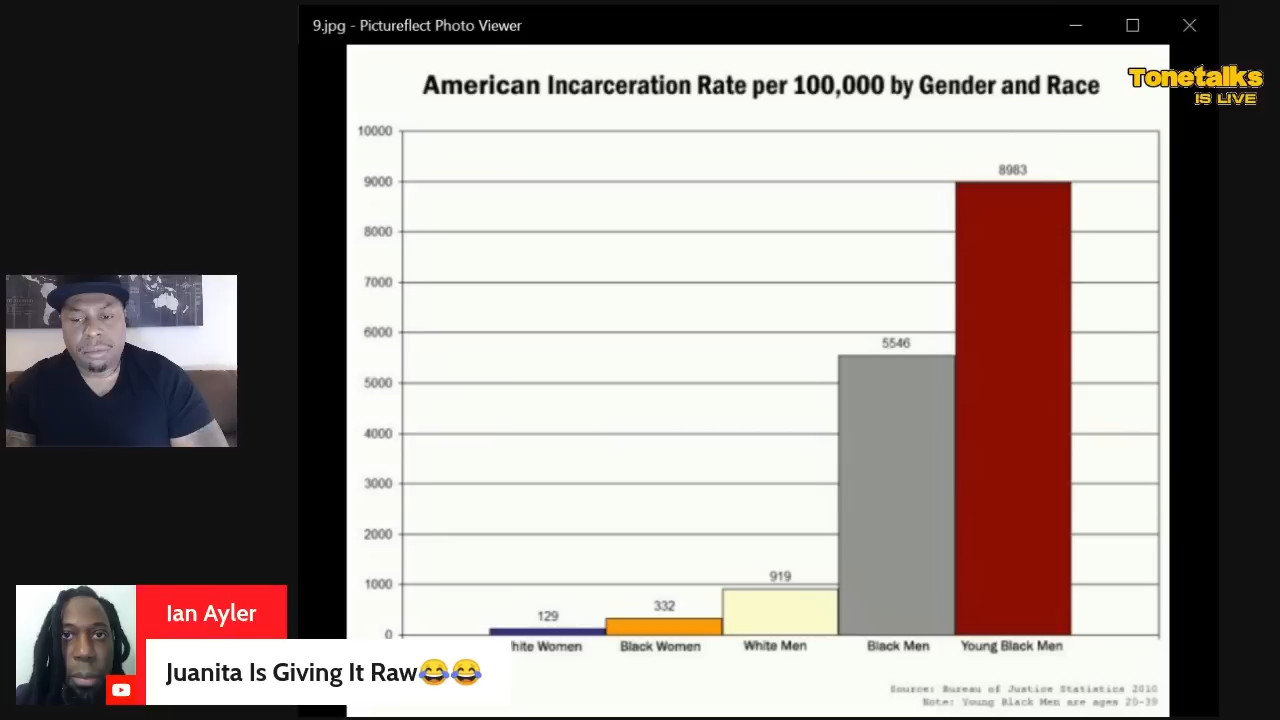 9.jpg - Pictureflect Photo Viewer
Tonetalks
IS LIVE
American Incarceration Rate per 100,000 by Gender and Race
10000
9000
8000
7000
6000
5000
4000
3000
2000
1000
0
129
332
919
5546
8983
hite Women
Black Women
White Men
Black Men
Young Black Men
Source: Bureau of Justice Statistics 2010
Note: Young Black Men are ages 20-39
Ian Ayler
Juanita Is Giving It Raw😂😂